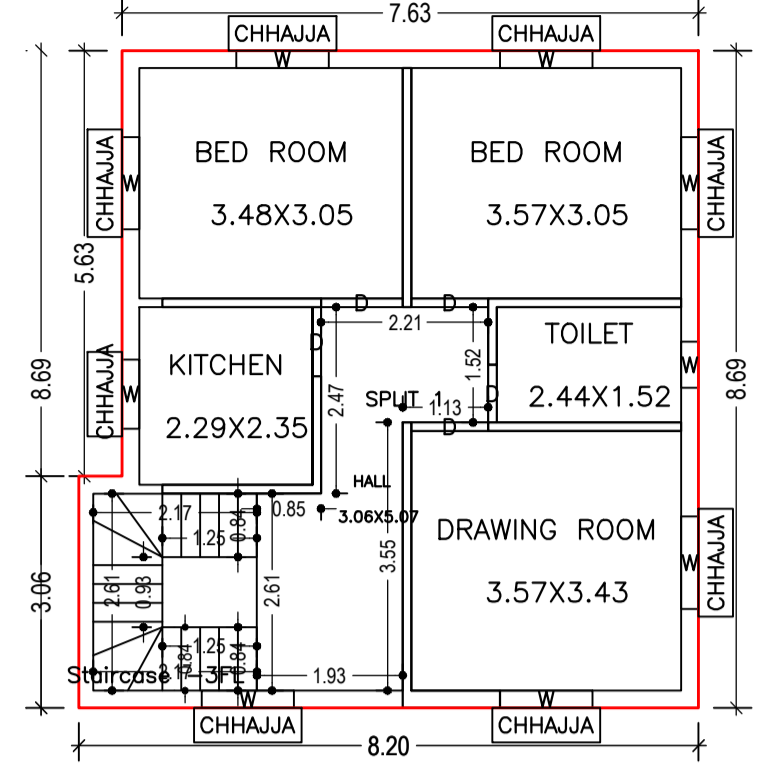 7.63
CHHAJJA
CHHAJJA
W
W
BED ROOM
3.48X3.05
BED ROOM
3.57X3.05
CHHAJJA
W
W
CHHAJJA
5.63
8.69
8.69
D
D
2.21
D
KITCHEN
2.29X2.35
CHHAJJA
W
2.47
1.52
TOILET
2.44X1.52
W
D
SPLIT 1
1.13
D
HALL
3.06X5.07
0.85
2.17
1.25
0.84
DRAWING ROOM
3.57X3.43
W
CHHAJJA
3.55
3.06
2.61
0.93
2.61
1.25
0.84
0.84
2.17
1.93
W
W
CHHAJJA
CHHAJJA
8.20